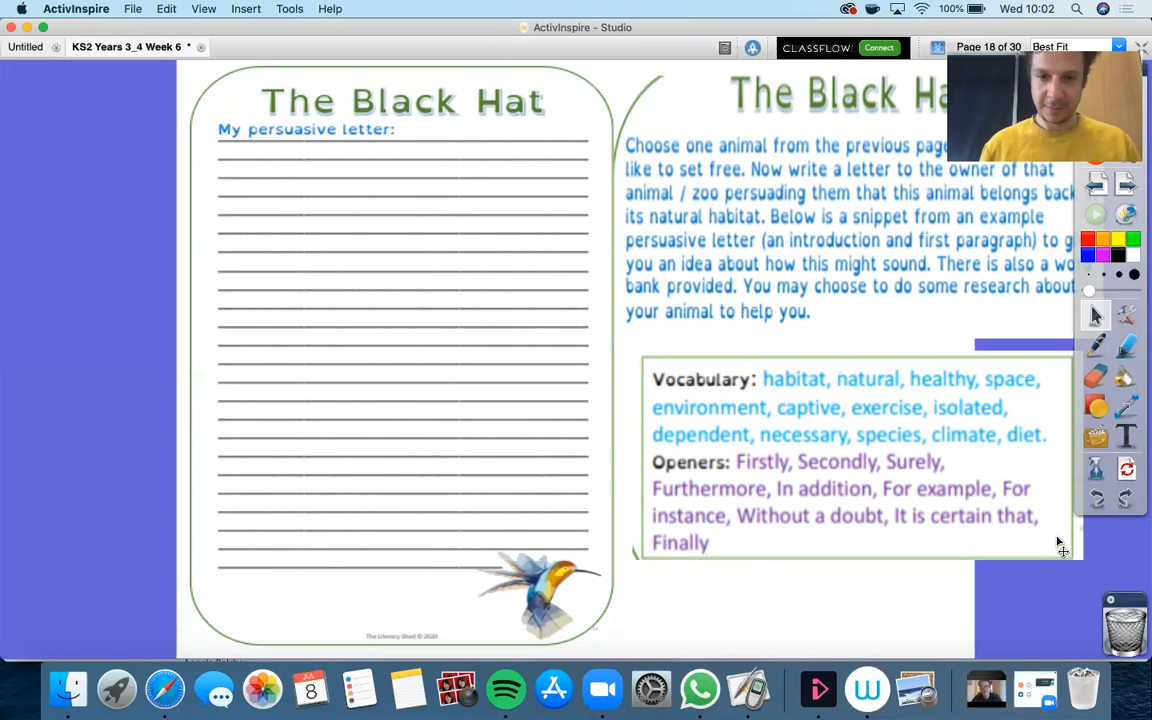 ActivInspire File Edit View Insert Tools Help 100% Wed 10:02
ActivInspire - Studio
Untitled KS2 Years 3_4 Week 6 * CLASSFLOW Connect Page 18 of 30 Best Fit
The Black Hat
My persuasive letter:
The Literacy Shed © 2020
The Black
Choose one animal from the previous
like to set free. Now write a letter to the owner of that
animal / zoo persuading them that this animal belongs back
its natural habitat. Below is a snippet from an example
persuasive letter (an introduction and first paragraph) to
you an idea about how this might sound. There is also a
bank provided. You may choose to do some research about
your animal to help you.
Vocabulary: habitat, natural, healthy, space,
environment, captive, exercise, isolated,
dependent, necessary, species, climate, diet.
Openers: Firstly, Secondly, Surely,
Furthermore, In addition, For example, For
instance, Without a doubt, It is certain that,
Finally
JUL
8